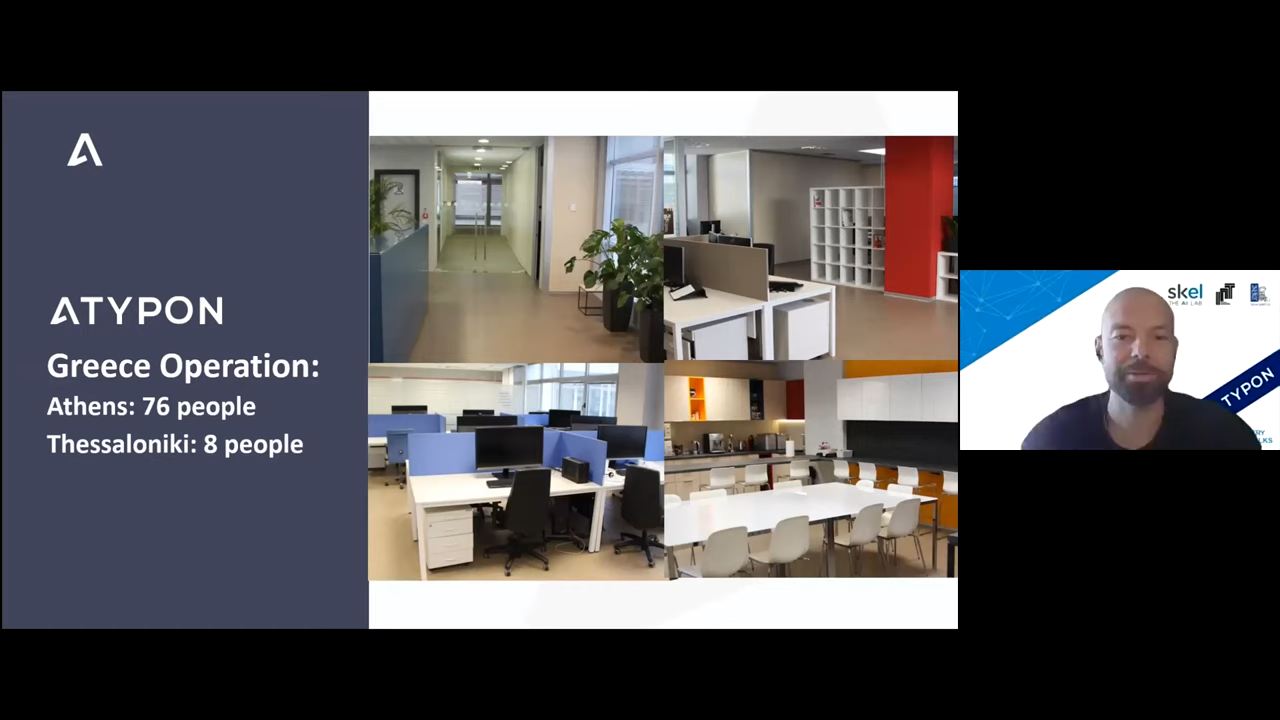 ATYPON
Greece Operation:
Athens: 76 people
Thessaloniki: 8 people
skel
THE AI LAB
TYPON